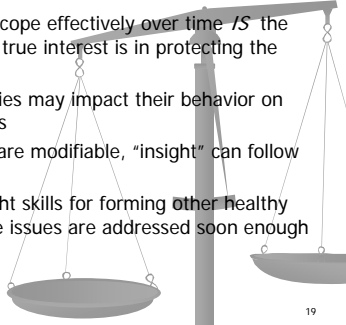 cope effectively over time IS the
true interest is in protecting the
ies may impact their behavior on
s
are modifiable, "insight" can follow
ht skills for forming other healthy
e issues are addressed soon enough
19